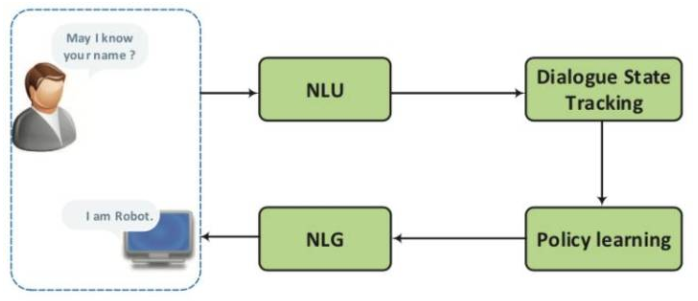 May I know
your name ?
NLU
Dialogue State
Tracking
I am Robot.
NLG
Policy learning